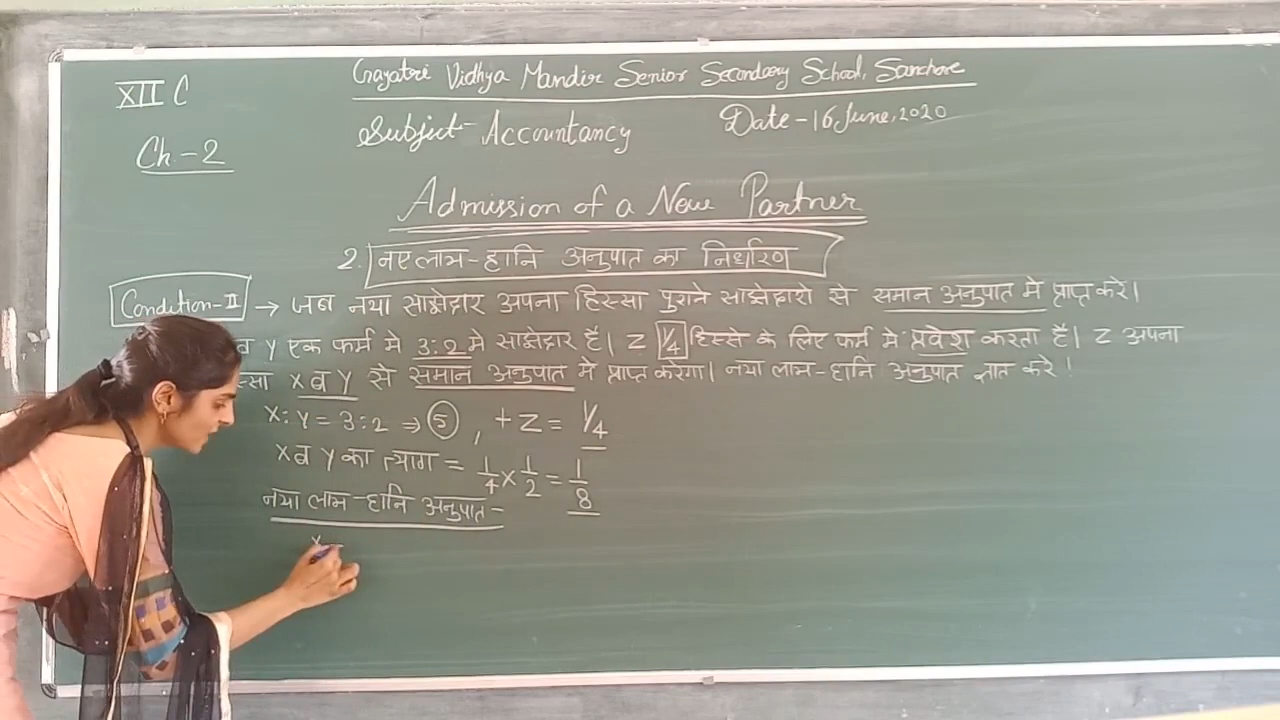 XII C
Gayatri Vidhya Mandir Senior Secondary School, Sanchore
Ch.-2
Subject- Accountancy
Date-16 June, 2020
Admission of a New Partner
2. नए लाभ-हानि अनुपात का निर्धारण
Condition-II → जब नया साझेदार अपना हिस्सा पुराने साझेदारो से समान अनुपात मे प्राप्त करे।
व Y एक फर्म मे 3:2 मे साझेदार हैं। Z 1/4 हिस्से के लिए फर्म में प्रवेश करता है। Z अपना
X व Y से समान अनुपात में प्राप्त करेगा। नया लाभ-हानि अनुपात ज्ञात करे!
X:Y = 3:2 ⇒ 5, + Z = 1/4
X व Y का त्याग = 1/4 × 1/2 = 1/8
नया लाभ-हानि अनुपात-
X